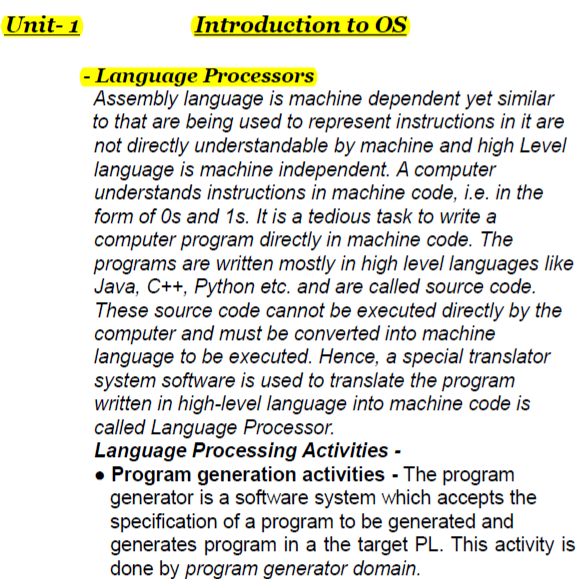 Unit- 1 Introduction to OS
- Language Processors
Assembly language is machine dependent yet similar
to that are being used to represent instructions in it are
not directly understandable by machine and high Level
language is machine independent. A computer
understands instructions in machine code, i.e. in the
form of 0s and 1s. It is a tedious task to write a
computer program directly in machine code. The
programs are written mostly in high level languages like
Java, C++, Python etc. and are called source code.
These source code cannot be executed directly by the
computer and must be converted into machine
language to be executed. Hence, a special translator
system software is used to translate the program
written in high-level language into machine code is
called Language Processor.
Language Processing Activities -
● Program generation activities - The program
generator is a software system which accepts the
specification of a program to be generated and
generates program in a the target PL. This activity is
done by program generator domain.